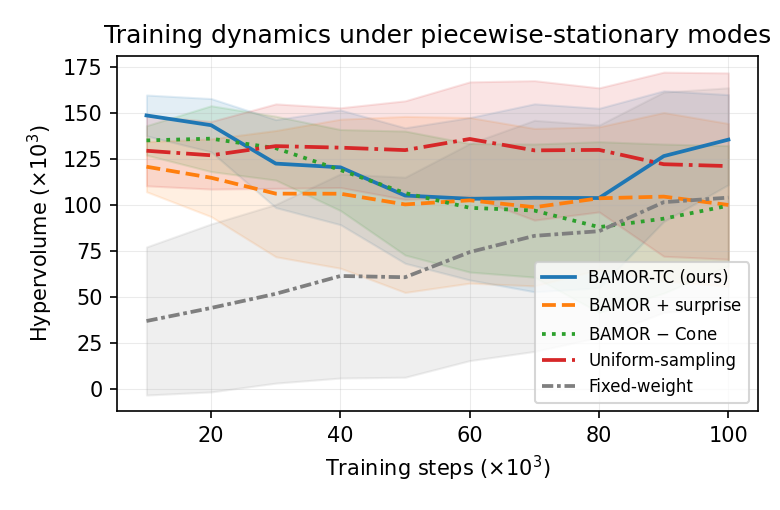 Training dynamics under piecewise-stationary modes
Hypervolume (×10³)
175
150
125
100
75
50
25
0
BAMOR-TC (ours)
BAMOR + surprise
BAMOR − Cone
Uniform-sampling
Fixed-weight
20 40 60 80 100
Training steps (×10³)